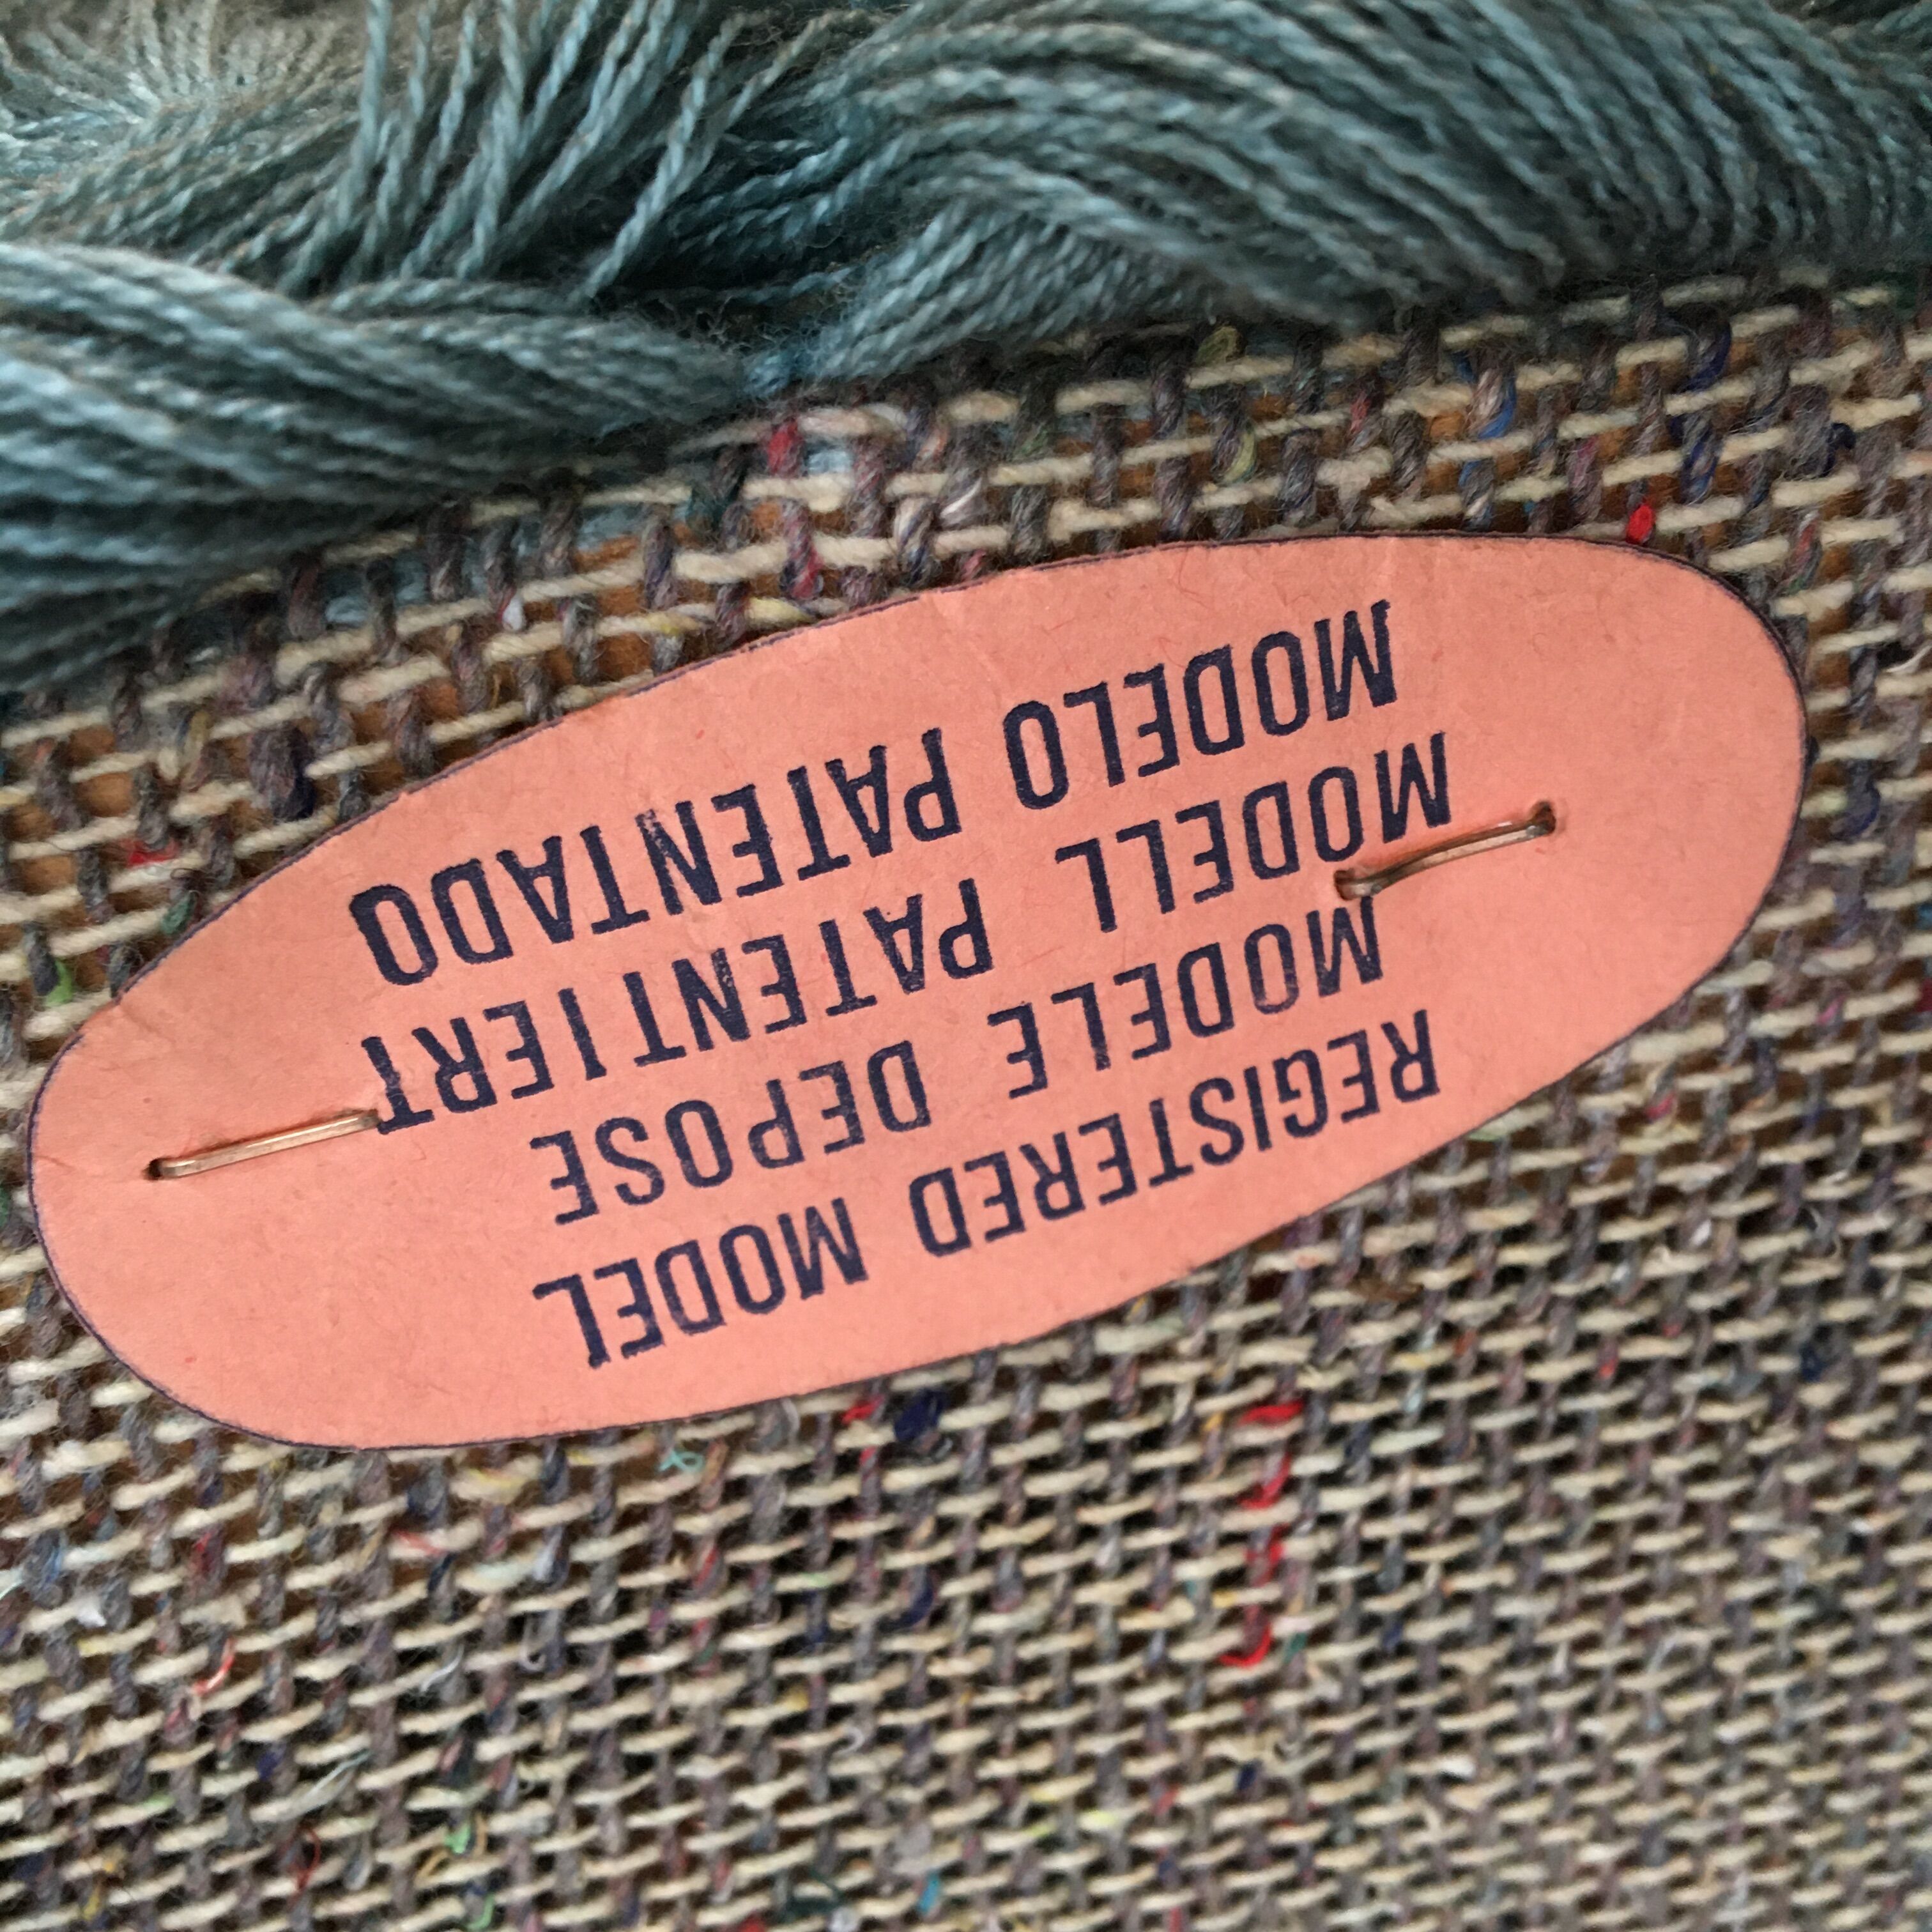 REGISTERED MODEL
MODELE DEPOSE
MODELL PATENTIERT
MODELO PATENTADO